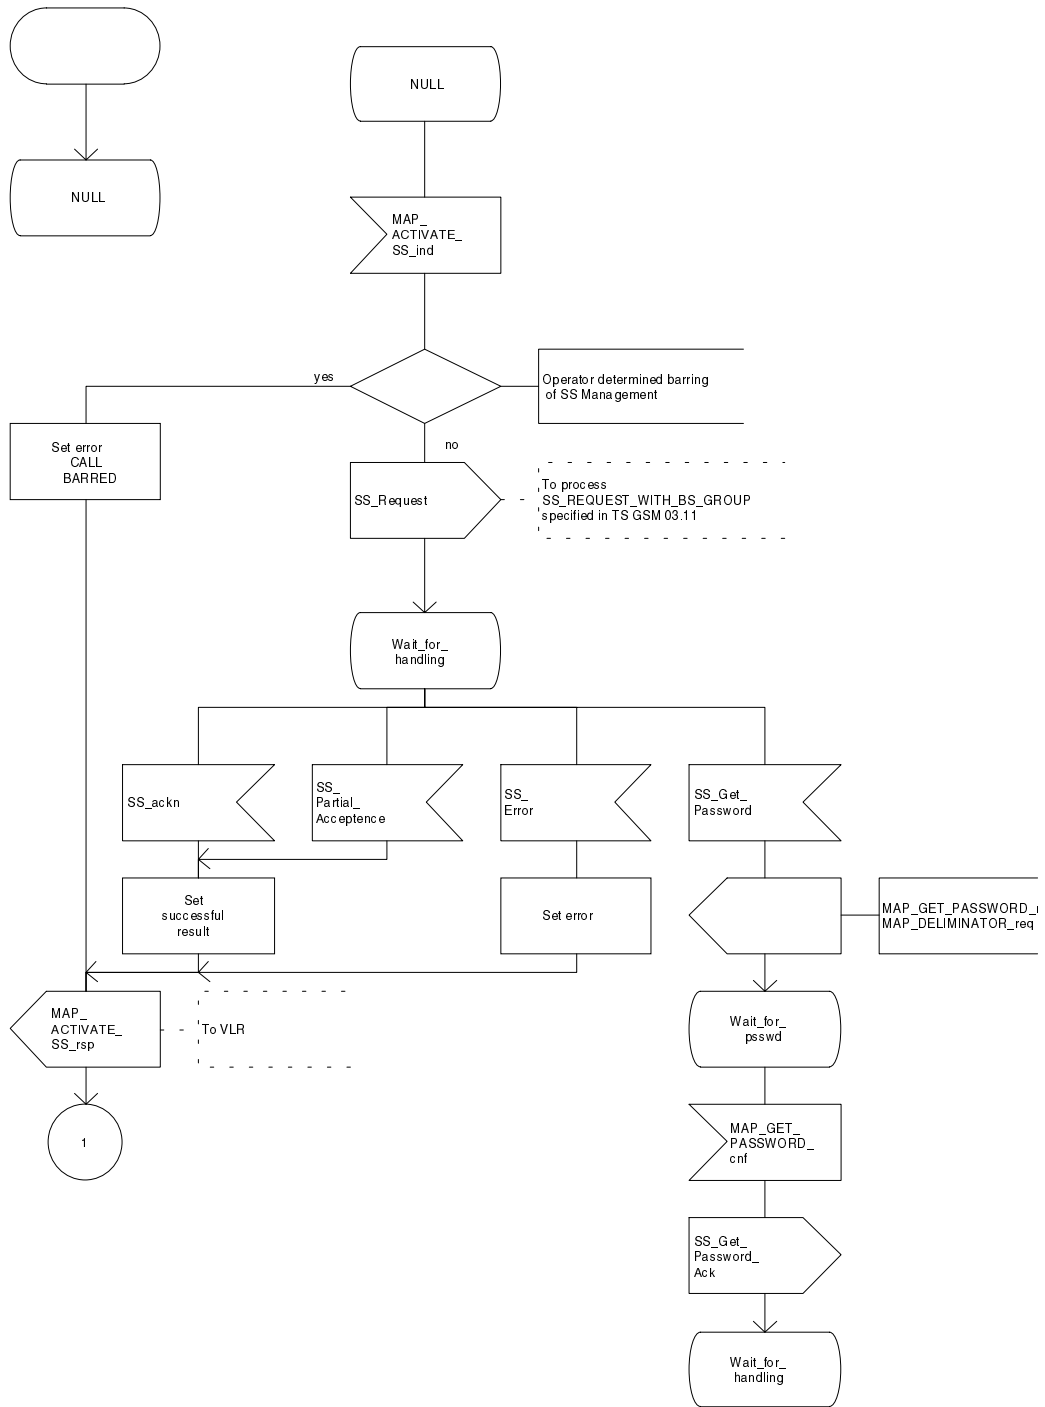 NULL
NULL
MAP_
ACTIVATE_
SS_ind
yes
Operator determined barring
of SS Management
Set error
CALL
BARRED
no
SS_Request
To process
SS_REQUEST_WITH_BS_GROUP
specified in TS GSM 03.11
Wait_for_
handling
SS_ackn
SS_
Partial_
Acceptence
SS_
Error
SS_Get_
Password
Set
successful
result
Set error
MAP_GET_PASSWORD_
MAP_DELIMINATOR_req
MAP_
ACTIVATE_
SS_rsp
To VLR
Wait_for_
psswd
1
MAP_GET_
PASSWORD_
cnf
SS_Get_
Password_
Ack
Wait_for_
handling